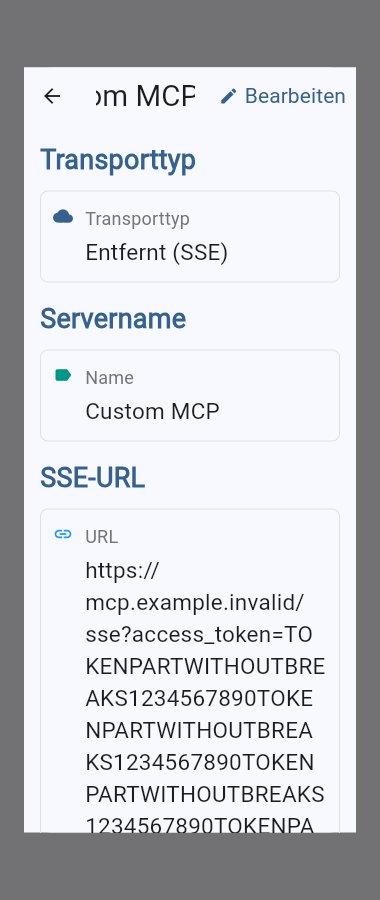 om MCP
Bearbeiten
Transporttyp
Transporttyp
Entfernt (SSE)
Servername
Name
Custom MCP
SSE-URL
URL
https://
mcp.example.invalid/
sse?access_token=TO
KENPARTWITHOUTBRE
AKS1234567890TOKE
NPARTWITHOUTBREA
KS1234567890TOKEN
PARTWITHOUTBREAKS
1234567890TOKENPA